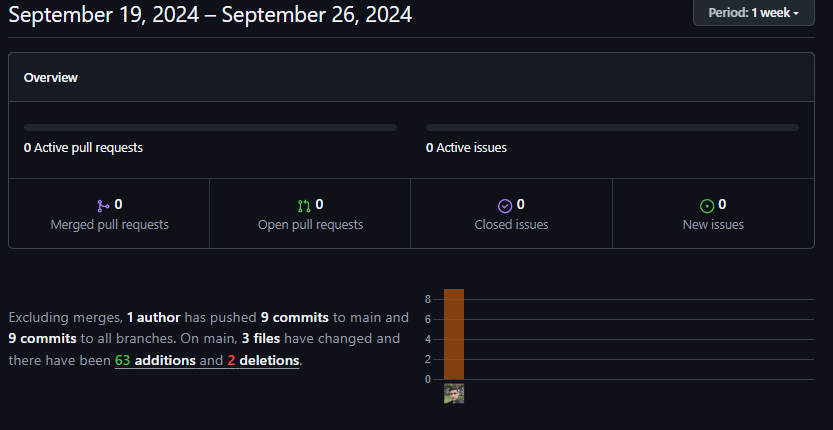 September 19, 2024 – September 26, 2024
Period: 1 week
Overview
0 Active pull requests
0 Active issues
0
Merged pull requests
0
Open pull requests
0
Closed issues
0
New issues
Excluding merges, 1 author has pushed 9 commits to main and
9 commits to all branches. On main, 3 files have changed and
there have been 63 additions and 2 deletions.
8
6
4
2
0